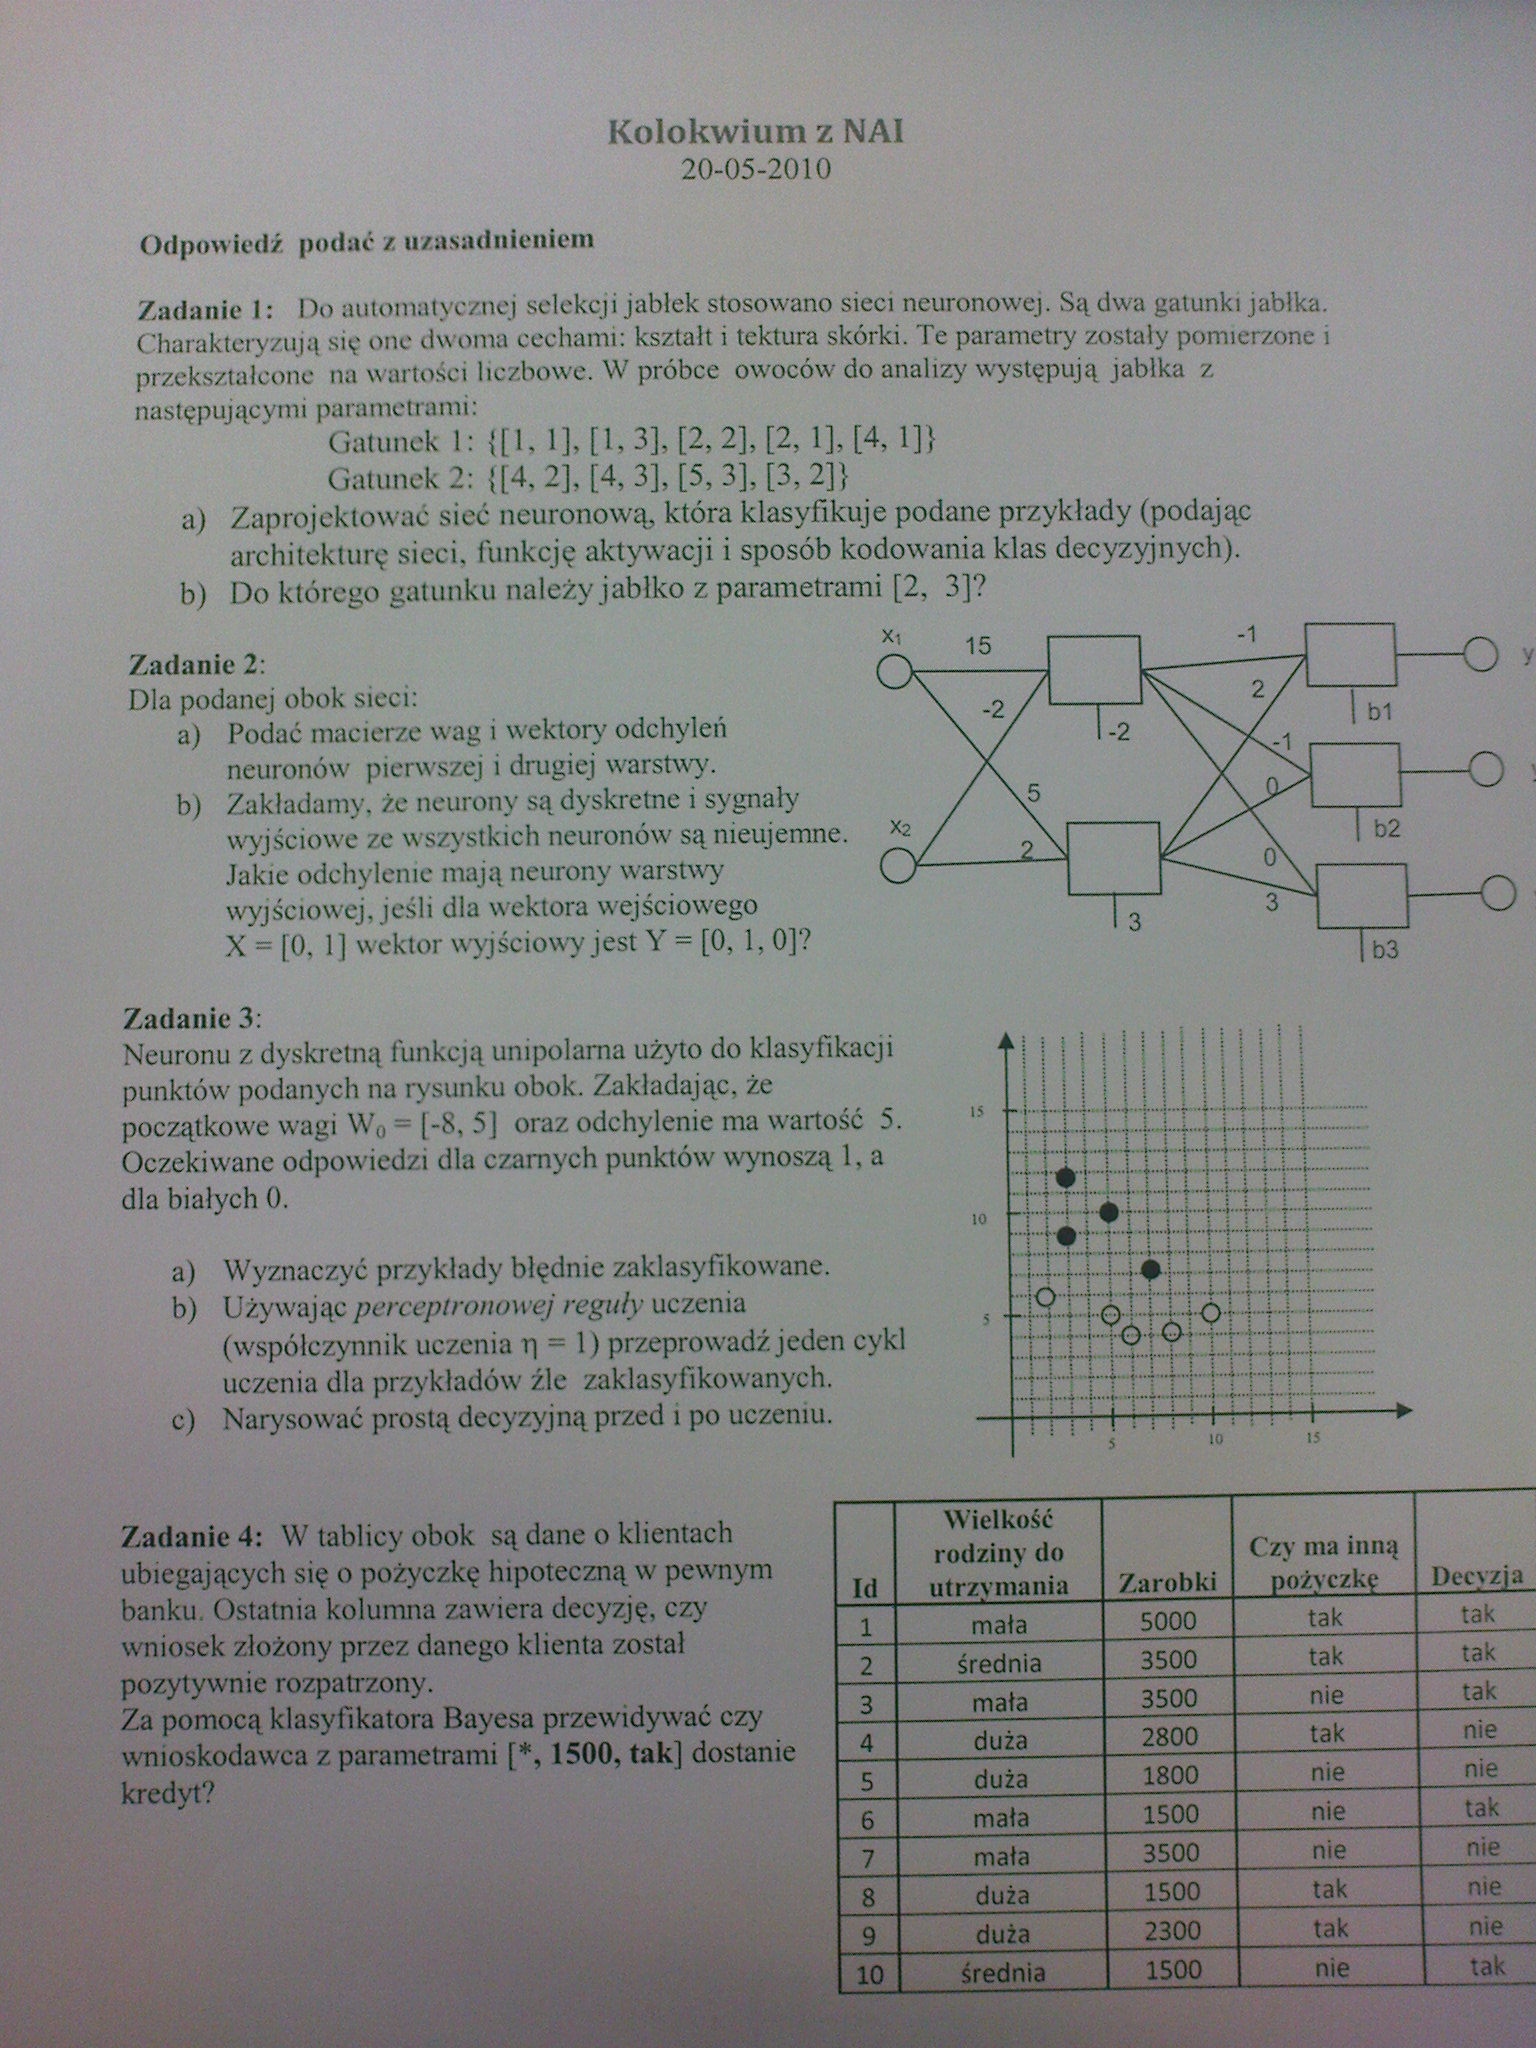 Kolokwium z NAI
20-05-2010
Odpowiedź podać z uzasadnieniem
Zadanie 1: Do automatycznej selekcji jabłek stosowano sieci neuronowej. Są dwa gatunki jabłka.
Charakteryzują się one dwoma cechami: kształt i tektura skórki. Te parametry zostały pomierzone i
przekształcone na wartości liczbowe. W próbce owoców do analizy występują jabłka z
następującymi parametrami:
Gatunek 1: {[1, 1], [1, 3], [2, 2], [2, 1], [4, 1]}
Gatunek 2: {[4, 2], [4, 3], [5, 3], [3, 2]}
a) Zaprojektować sieć neuronową, która klasyfikuje podane przykłady (podając
architekturę sieci, funkcję aktywacji i sposób kodowania klas decyzyjnych).
b) Do którego gatunku należy jabłko z parametrami [2, 3]?
Zadanie 2:
Dla podanej obok sieci:
a) Podać macierze wag i wektory odchyleń
neuronów pierwszej i drugiej warstwy.
b) Zakładamy, że neurony są dyskretne i sygnały
wyjściowe ze wszystkich neuronów są nieujemne.
Jakie odchylenie mają neurony warstwy
wyjściowej, jeśli dla wektora wejściowego
X = [0, 1] wektor wyjściowy jest Y = [0, 1, 0]?
x1
15
-1
y
2
-2
b1
-2
-1
5
0
x2
b2
2
0
3
3
b3
Zadanie 3:
Neuronu z dyskretną funkcją unipolarna użyto do klasyfikacji
punktów podanych na rysunku obok. Zakładając, że
początkowe wagi W0 = [-8, 5] oraz odchylenie ma wartość 5.
Oczekiwane odpowiedzi dla czarnych punktów wynoszą 1, a
dla białych 0.
a) Wyznaczyć przykłady błędnie zaklasyfikowane.
b) Używając perceptronowej reguły uczenia
(współczynnik uczenia η = 1) przeprowadź jeden cykl
uczenia dla przykładów źle zaklasyfikowanych.
c) Narysować prostą decyzyjną przed i po uczeniu.
15
10
5
5 10 15
Zadanie 4: W tablicy obok są dane o klientach
ubiegających się o pożyczkę hipoteczną w pewnym
banku. Ostatnia kolumna zawiera decyzję, czy
wniosek złożony przez danego klienta został
pozytywnie rozpatrzony.
Za pomocą klasyfikatora Bayesa przewidywać czy
wnioskodawca z parametrami [*, 1500, tak] dostanie
kredyt?
Wielkość
rodziny do
utrzymania
Czy ma inną
pożyczkę
Id Zarobki Decyzja
1 mała 5000 tak tak
2 średnia 3500 tak tak
3 mała 3500 nie tak
4 duża 2800 tak nie
5 duża 1800 nie nie
6 mała 1500 nie tak
7 mała 3500 nie nie
8 duża 1500 tak nie
9 duża 2300 tak nie
10 średnia 1500 nie tak